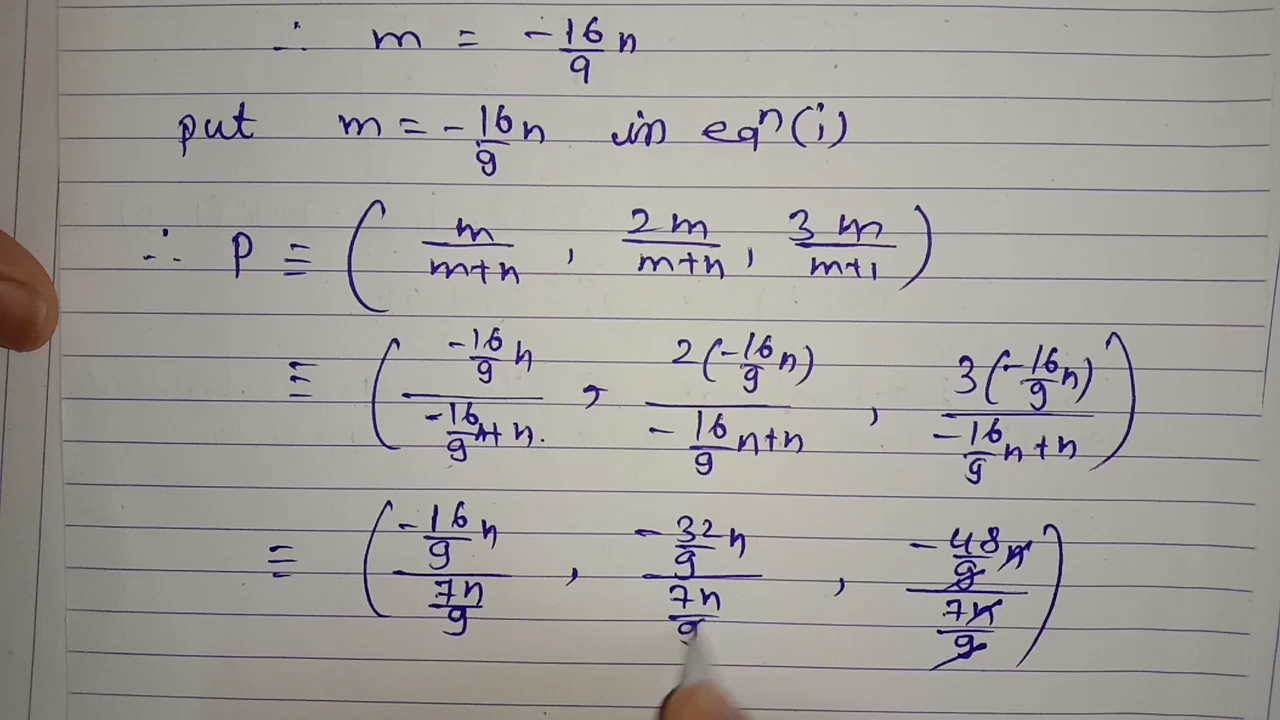 ∴ m = -16/9 n
put m = -16/9 n in eqn (i)
∴ P ≡ ( m/(m+n) , 2m/(m+n) , 3m/(m+1) )
≡ ( (-16/9 n)/(-16/9 n + n) , 2(-16/9 n)/(-16/9 n + n) , 3(-16/9 n)/(-16/9 n + n) )
≡ ( (-16/9 n)/(7n/9) , (-32/9 n)/(7n/9) , (-48/9 n)/(7n/9) )